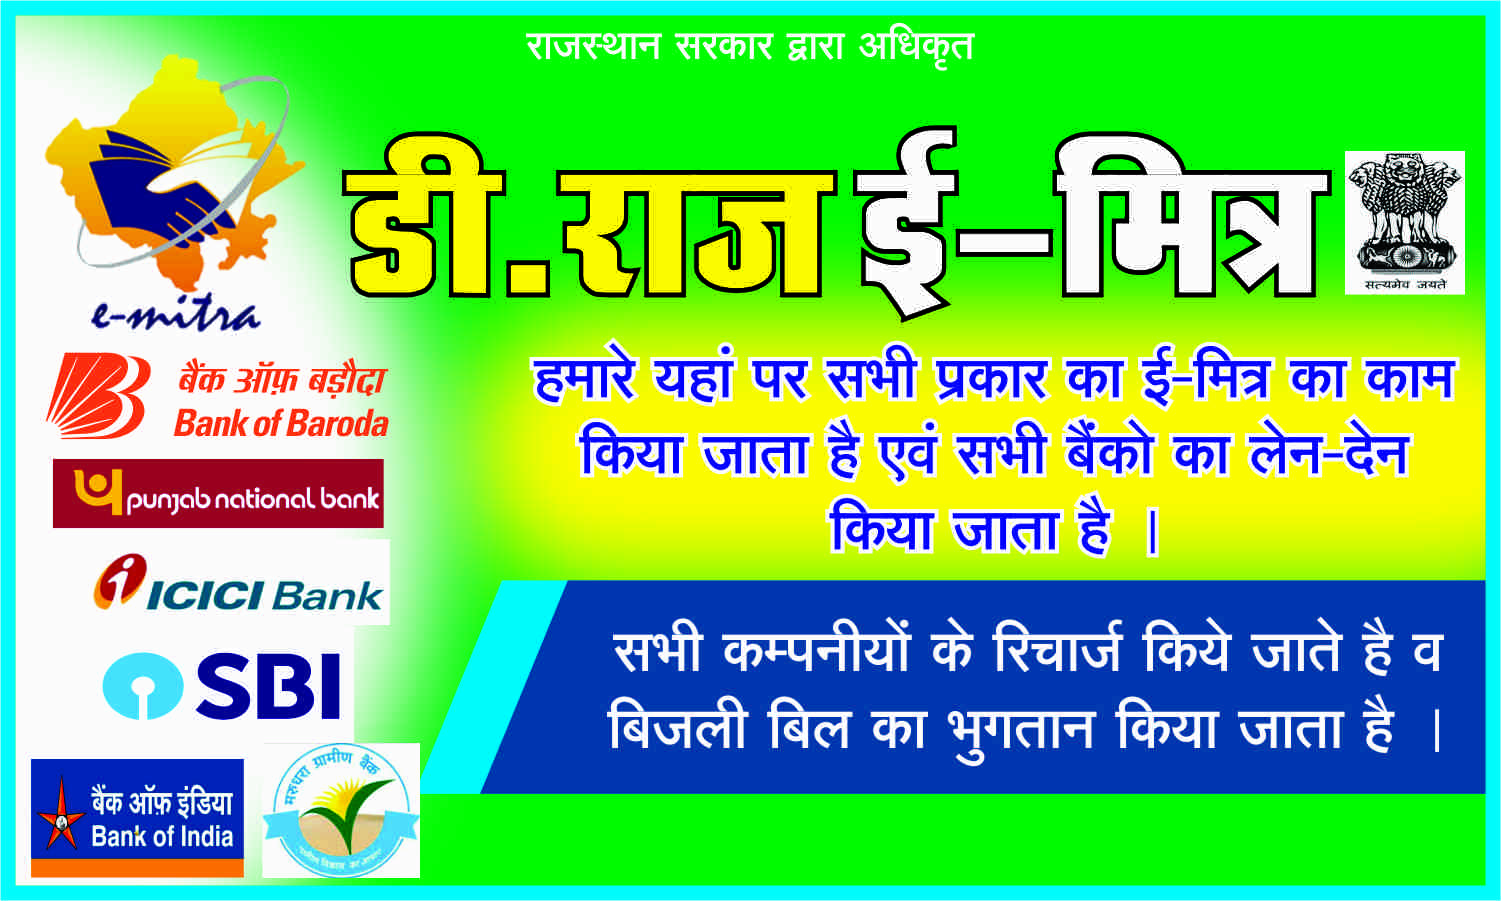 राजस्थान सरकार द्वारा अधिकृत
डी.राज ई-मित्र
सत्यमेव जयते
e-mitra
हमारे यहां पर सभी प्रकार का ई-मित्र का काम
किया जाता है एवं सभी बैंको का लेन-देन
किया जाता है |
बैंक ऑफ़ बड़ौदा
Bank of Baroda
punjab national bank
ICICI Bank
SBI
सभी कम्पनीयों के रिचार्ज किये जाते है व
बिजली बिल का भुगतान किया जाता है |
बैंक ऑफ़ इंडिया
Bank of India
मरुधरा ग्रामीण बैंक